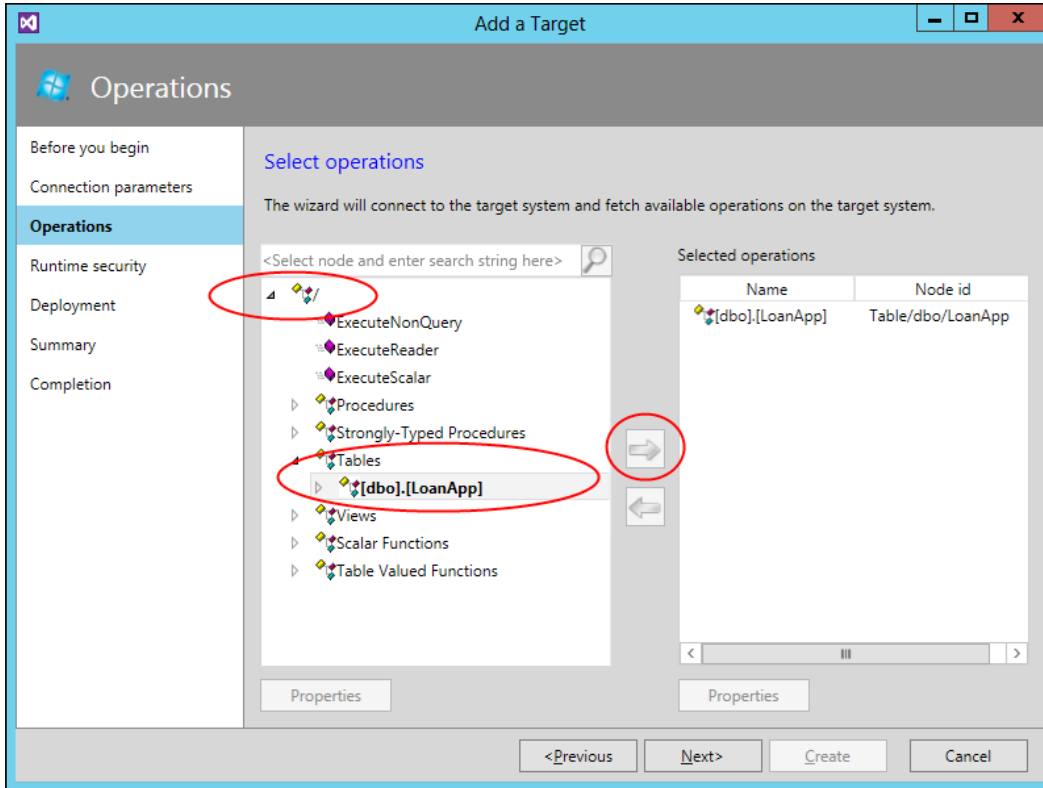 Add a Target
Operations
Before you begin
Connection parameters
Operations
Runtime security
Deployment
Summary
Completion
Select operations
The wizard will connect to the target system and fetch available operations on the target system.
<Select node and enter search string here>
/
ExecuteNonQuery
ExecuteReader
ExecuteScalar
Procedures
Strongly-Typed Procedures
Tables
[dbo].[LoanApp]
Views
Scalar Functions
Table Valued Functions
Properties
Selected operations
Name Node id
[dbo].[LoanApp] Table/dbo/LoanApp
Properties
<Previous Next> Create Cancel